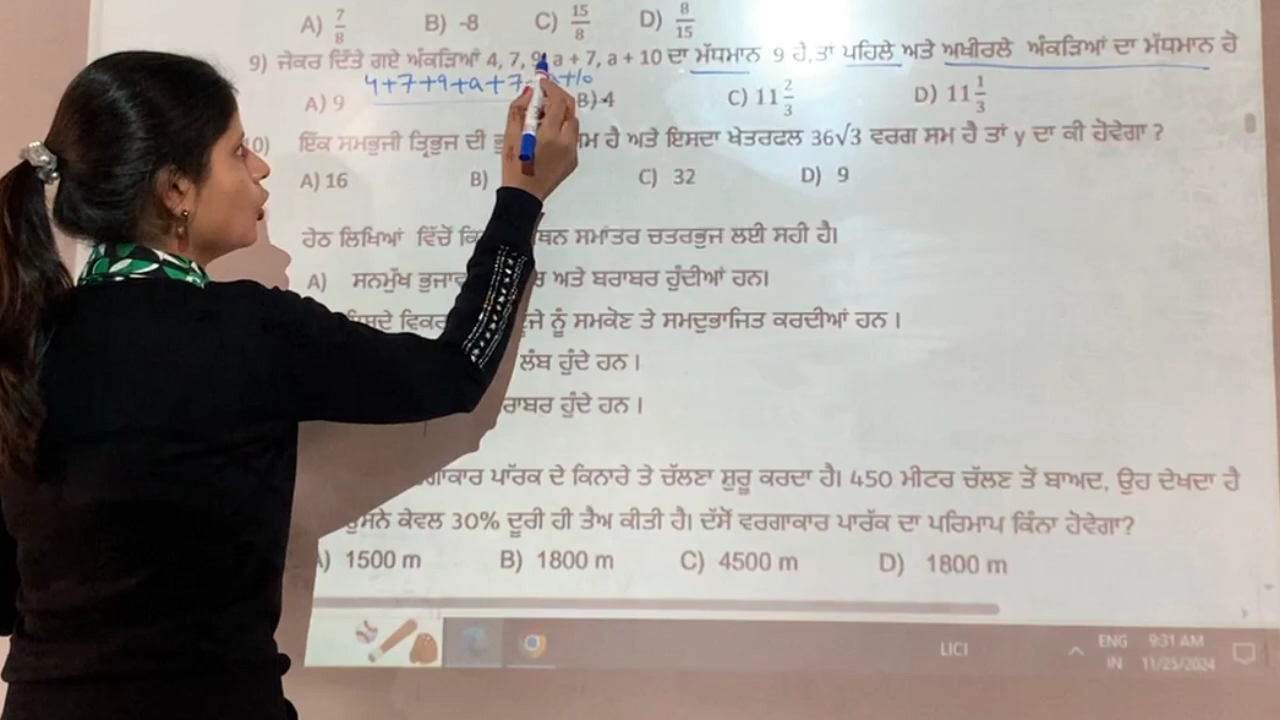 A) 7/8 B) -8 C) 15/8 D) 8/15
9) ਜੇਕਰ ਦਿੱਤੇ ਗਏ ਅੰਕੜਿਆਂ 4, 7, 9, a + 7, a + 10 ਦਾ ਮੱਧਮਾਨ 9 ਹੈ,ਤਾਂ ਪਹਿਲੇ ਅਤੇ ਅਖੀਰਲੇ ਅੰਕੜਿਆਂ ਦਾ ਮੱਧਮਾਨ ਹੋ
4+7+9+a+7 a+10
A) 9 B) -4 C) 11 2/3 D) 11 1/3
0) ਇੱਕ ਸਮਭੁਜੀ ਤ੍ਰਿਭੁਜ ਦੀ ਹੈ ਅਤੇ ਇਸਦਾ ਖੇਤਰਫਲ 36√3 ਵਰਗ ਸਮ ਹੈ ਤਾਂ y ਦਾ ਕੀ ਹੋਵੇਗਾ ?
A) 16 B) C) 32 D) 9
ਹੇਠ ਲਿਖਿਆਂ ਵਿੱਚੋਂ ਸਮਾਂਤਰ ਚਤਰਭੁਜ ਲਈ ਸਹੀ ਹੈ।
A) ਸਨਮੁੱਖ ਅਤੇ ਬਰਾਬਰ ਹੁੰਦੀਆਂ ਹਨ।
ਨੂੰ ਸਮਕੋਣ ਤੇ ਸਮਦੁਭਾਜਿਤ ਕਰਦੀਆਂ ਹਨ ।
ਲੰਬ ਹੁੰਦੇ ਹਨ ।
ਰਾਬਰ ਹੁੰਦੇ ਹਨ ।
ਗਾਕਾਰ ਪਾਰੱਕ ਦੇ ਕਿਨਾਰੇ ਤੇ ਚੱਲਣਾ ਸ਼ੁਰੂ ਕਰਦਾ ਹੈ। 450 ਮੀਟਰ ਚੱਲਣ ਤੋਂ ਬਾਅਦ, ਉਹ ਦੇਖਦਾ ਹੈ
ਉਸਨੇ ਕੇਵਲ 30% ਦੂਰੀ ਹੀ ਤੈਅ ਕੀਤੀ ਹੈ। ਦੱਸੋਂ ਵਰਗਾਕਾਰ ਪਾਰੱਕ ਦਾ ਪਰਿਮਾਪ ਕਿੰਨਾ ਹੋਵੇਗਾ?
) 1500 m B) 1800 m C) 4500 m D) 1800 m
LICI ENG 9:31 AM
IN 11/25/2024